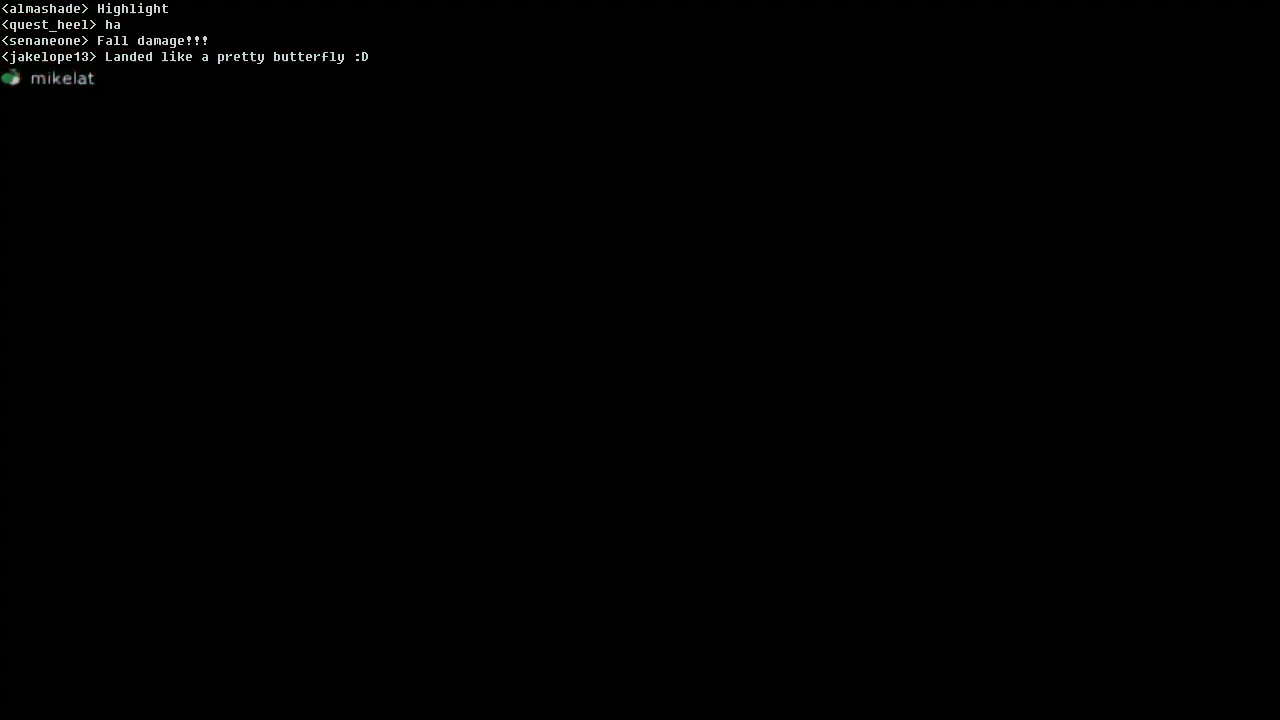 <almashade> Highlight
<quest_heel> ha
<senaneone> Fall damage!!!
<jakelope13> Landed like a pretty butterfly :D
mikelat